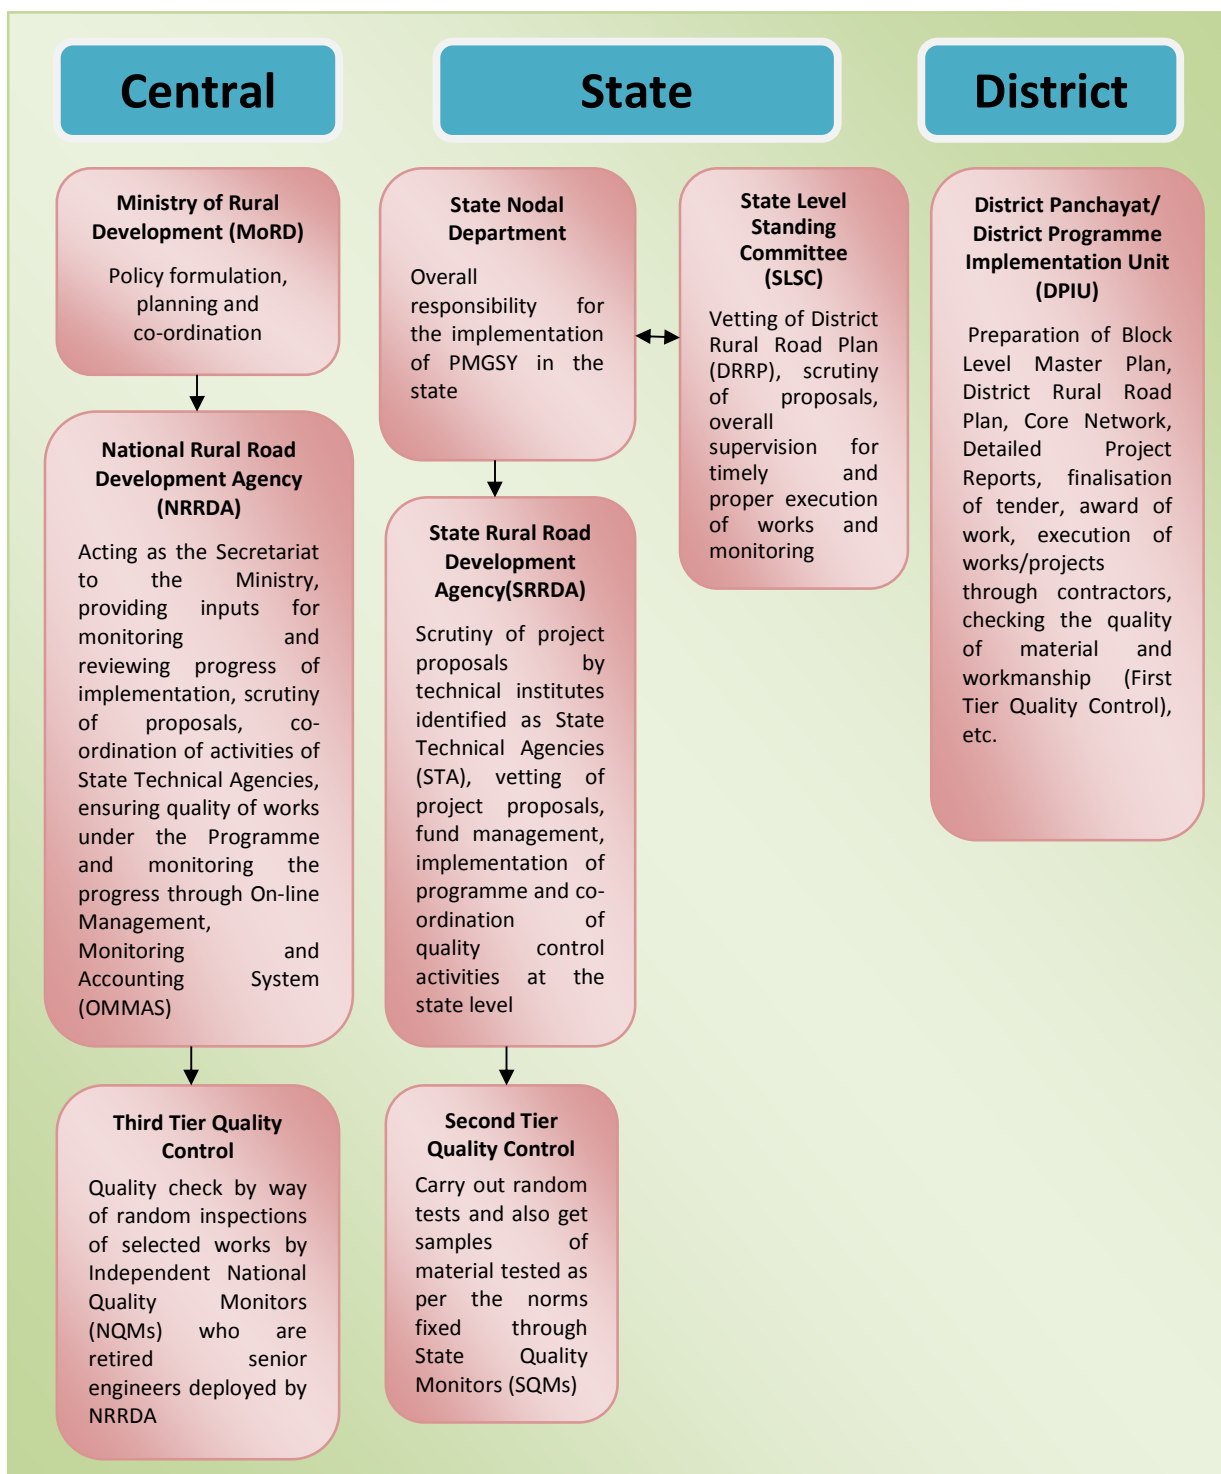 Central
State
District
Ministry of Rural
Development (MoRD)
Policy formulation,
planning and
co-ordination
National Rural Road
Development Agency
(NRRDA)
Acting as the Secretariat
to the Ministry,
providing inputs for
monitoring and
reviewing progress of
implementation, scrutiny
of proposals, co-
ordination of activities of
State Technical Agencies,
ensuring quality of works
under the Programme
and monitoring the
progress through On-line
Management,
Monitoring and
Accounting System
(OMMAS)
Third Tier Quality
Control
Quality check by way
of random inspections
of selected works by
Independent National
Quality Monitors
(NQMs) who are
retired senior
engineers deployed by
NRRDA
State Nodal
Department
Overall
responsibility for
the implementation
of PMGSY in the
state
State Rural Road
Development
Agency(SRRDA)
Scrutiny of project
proposals by
technical institutes
identified as State
Technical Agencies
(STA), vetting of
project proposals,
fund management,
implementation of
programme and co-
ordination of
quality control
activities at the
state level
Second Tier
Quality Control
Carry out random
tests and also get
samples of
material tested as
per the norms
fixed through
State Quality
Monitors (SQMs)
State Level
Standing
Committee
(SLSC)
Vetting of District
Rural Road Plan
(DRRP), scrutiny
of proposals,
overall
supervision for
timely and
proper execution
of works and
monitoring
District Panchayat/
District Programme
Implementation Unit
(DPIU)
Preparation of Block
Level Master Plan,
District Rural Road
Plan, Core Network,
Detailed Project
Reports, finalisation
of tender, award of
work, execution of
works/projects
through contractors,
checking the quality
of material and
workmanship (First
Tier Quality Control),
etc.